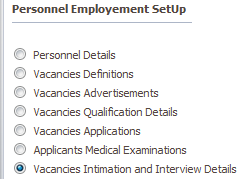 Personnel Employement SetUp
Personnel Details
Vacancies Definitions
Vacancies Advertisements
Vacancies Qualification Details
Vacancies Applications
Applicants Medical Examinations
Vacancies Intimation and Interview Details